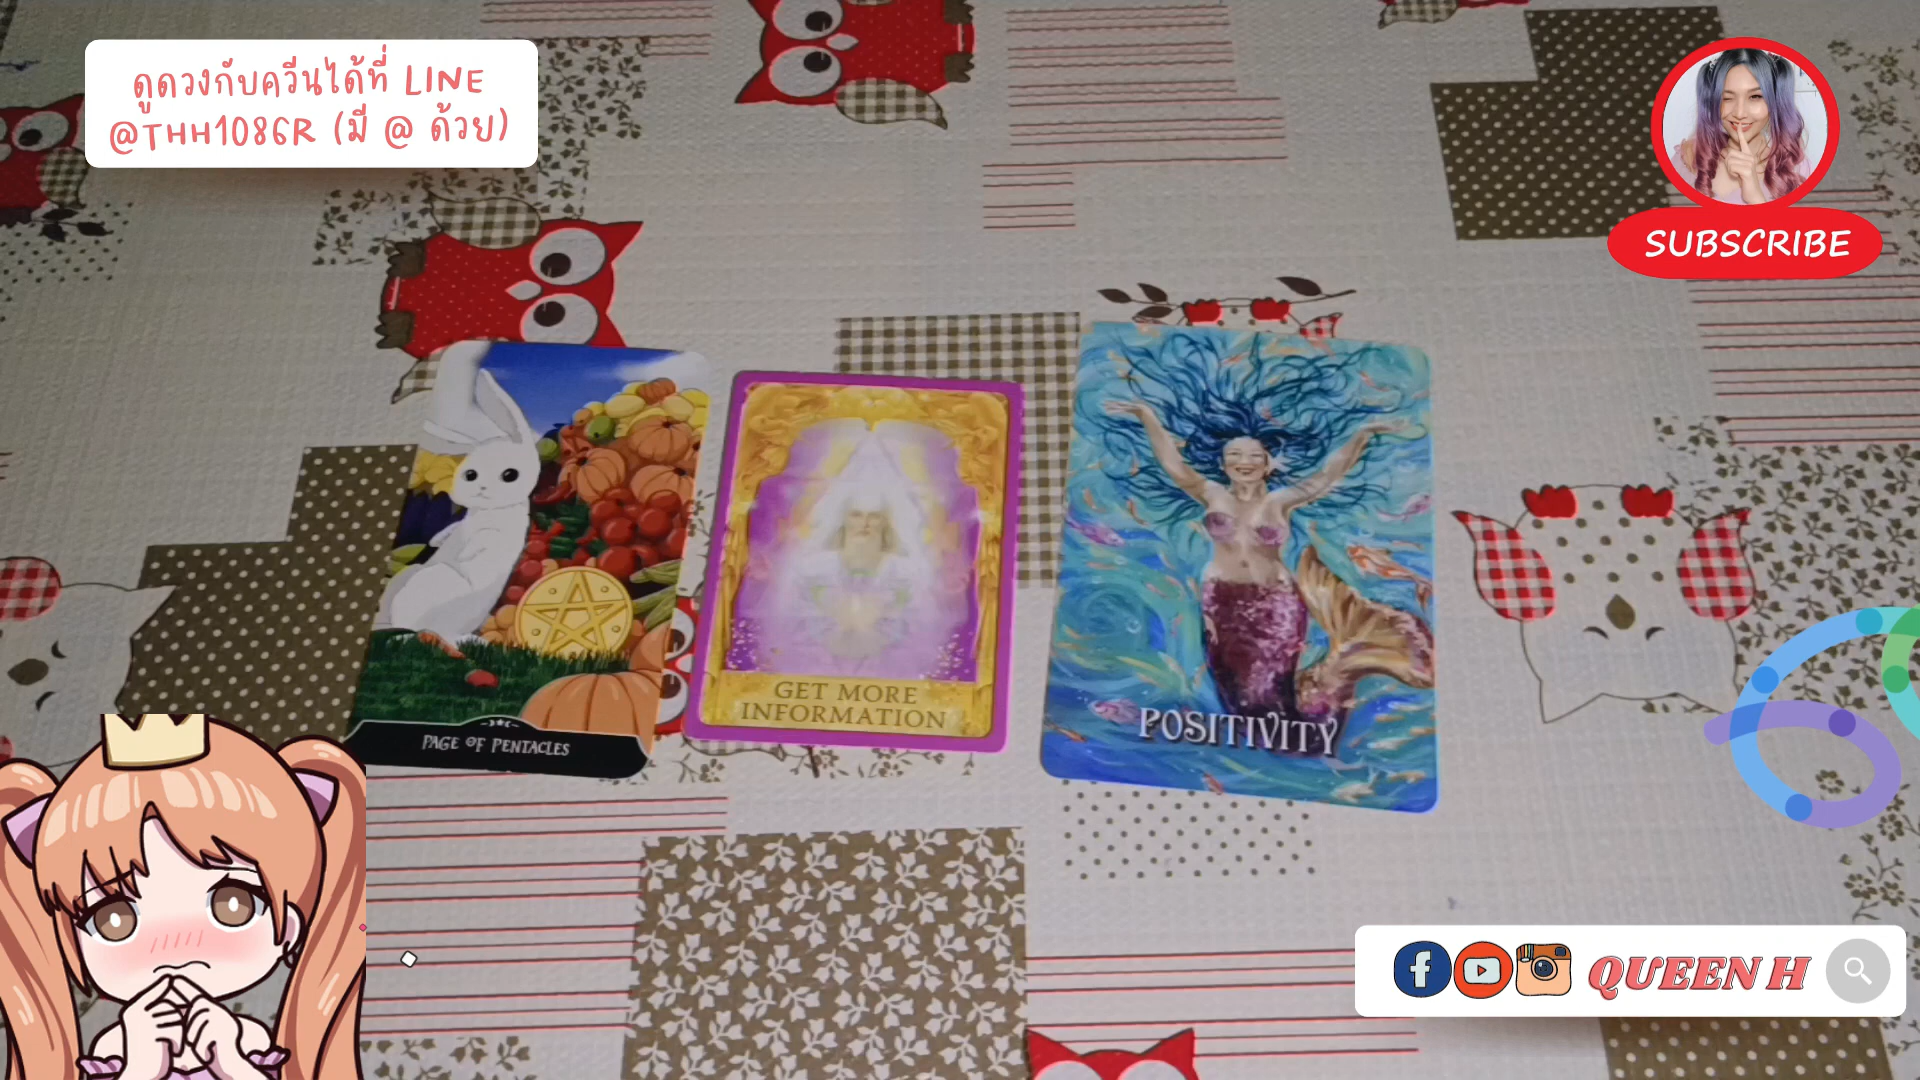 ดูดวงกับควีนได้ที่ LINE
@THH1086R (มี @ ด้วย)
SUBSCRIBE
PAGE OF PENTACLES
GET MORE
INFORMATION
POSITIVITY
QUEEN H